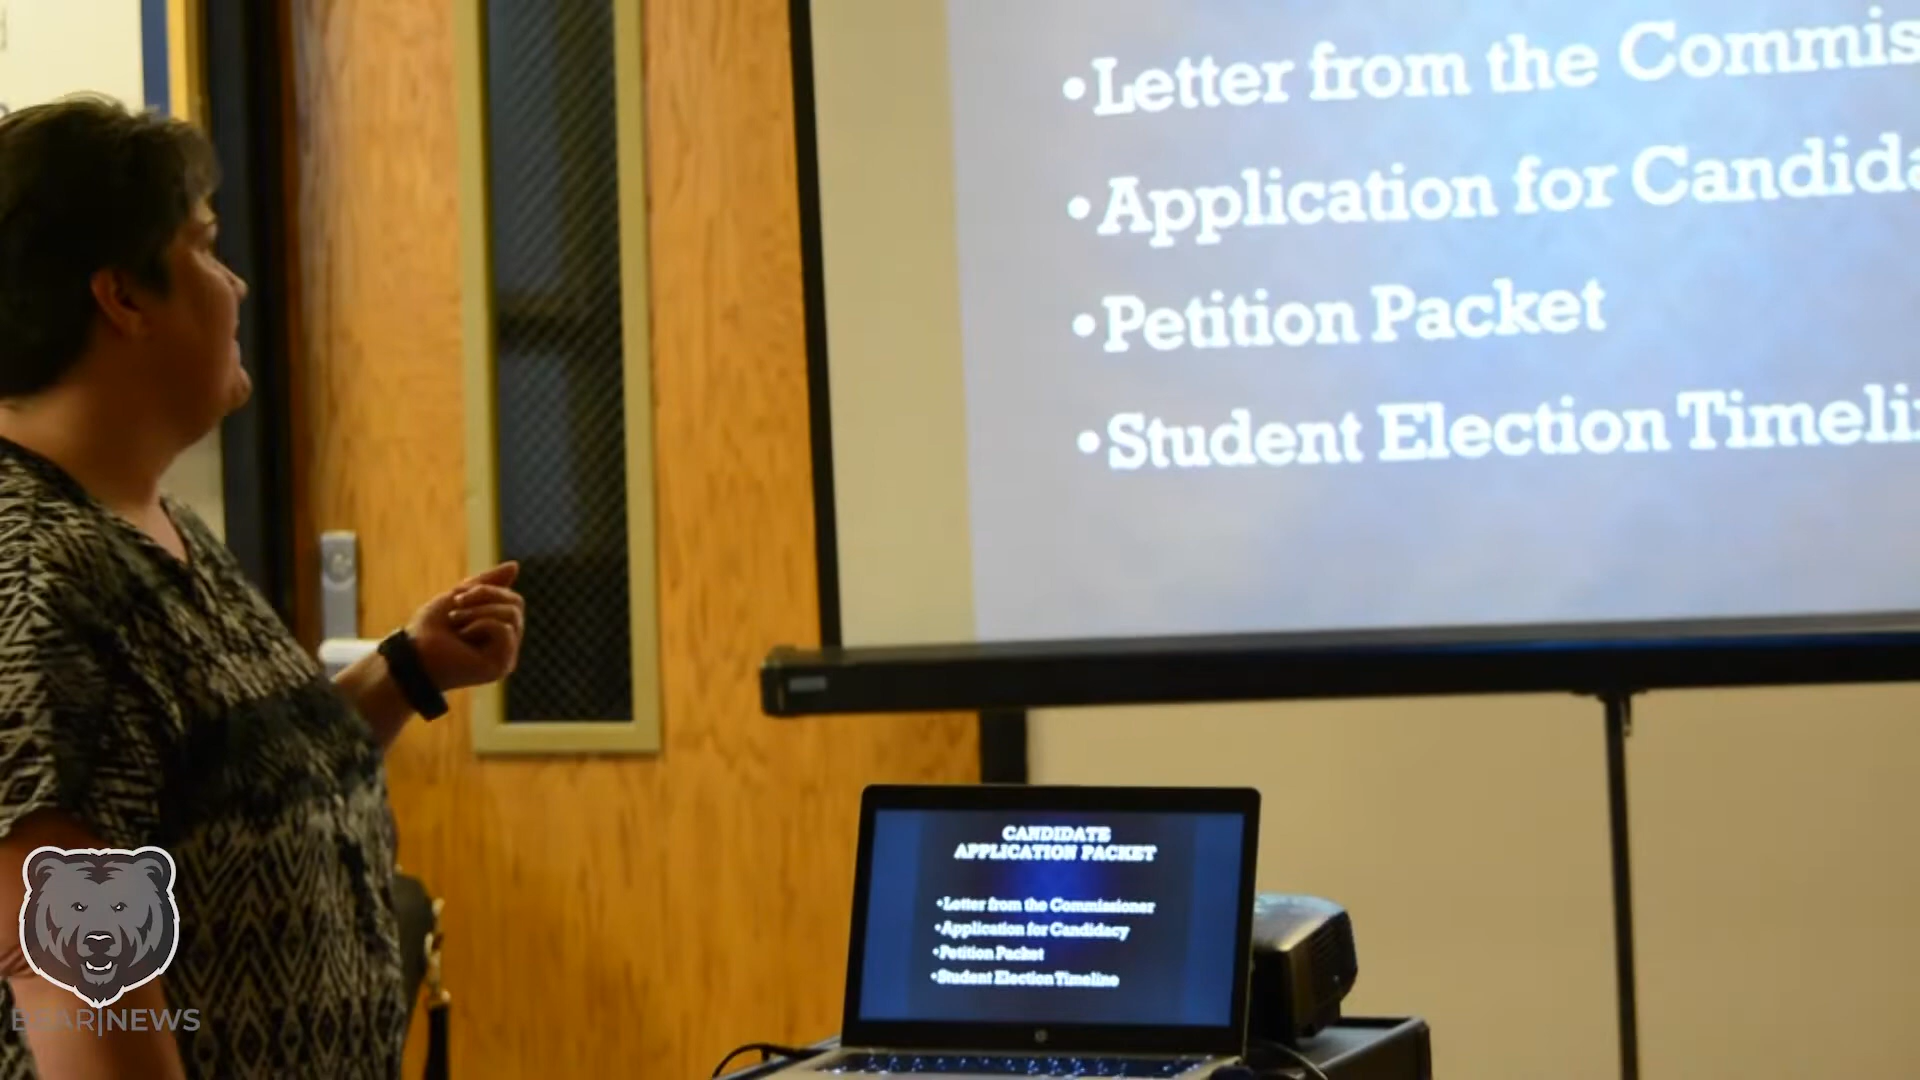 •Letter from the Commis
•Application for Candida
•Petition Packet
•Student Election Timeli
CANDIDATE
APPLICATION PACKET
•Letter from the Commissioner
•Application for Candidacy
•Petition Packet
•Student Election Timeline
BEAR|NEWS